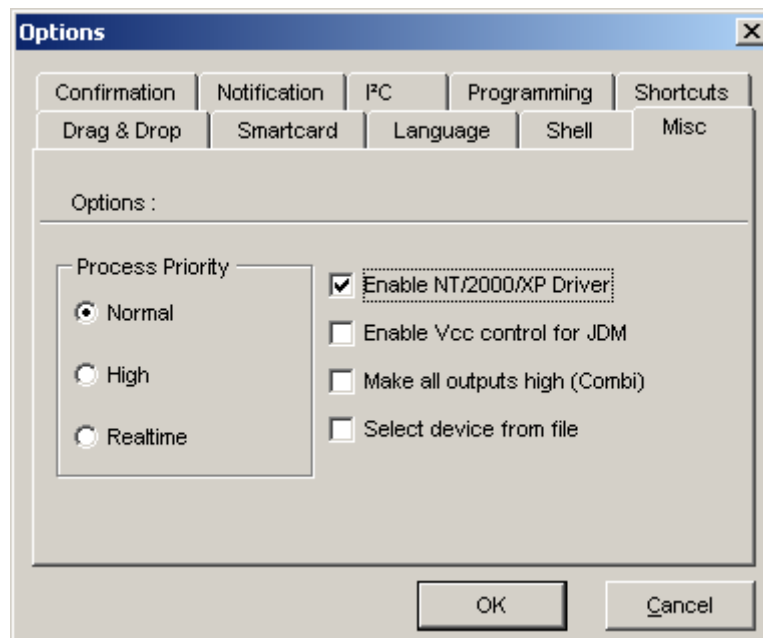 Options
Confirmation Notification I²C Programming Shortcuts
Drag & Drop Smartcard Language Shell Misc
Options :
Process Priority
Normal
High
Realtime
Enable NT/2000/XP Driver
Enable Vcc control for JDM
Make all outputs high (Combi)
Select device from file
OK Cancel